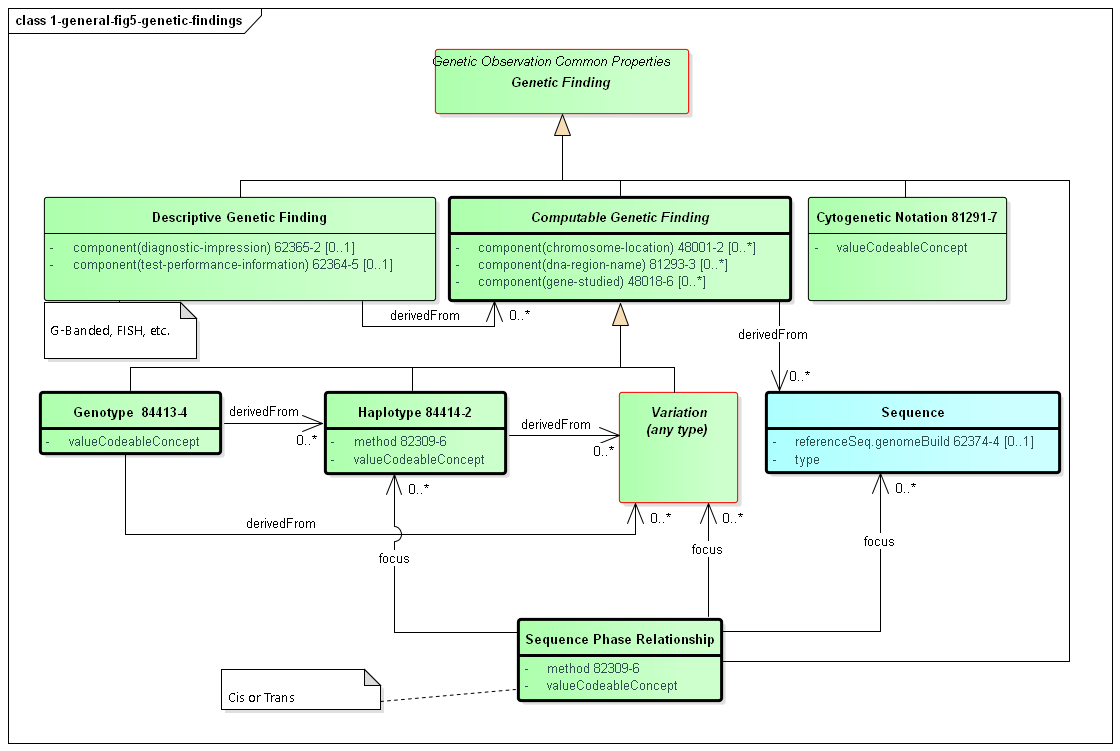 class 1-general-fig5-genetic-findings
Genetic Observation Common Properties
Genetic Finding
Descriptive Genetic Finding
- component(diagnostic-impression) 62365-2 [0..1]
- component(test-performance-information) 62364-5 [0..1]
Computable Genetic Finding
- component(chromosome-location) 48001-2 [0..*]
- component(dna-region-name) 81293-3 [0..*]
- component(gene-studied) 48018-6 [0..*]
Cytogenetic Notation 81291-7
- valueCodeableConcept
G-Banded, FISH, etc.
derivedFrom
0..*
derivedFrom
0..*
Genotype  84413-4
- valueCodeableConcept
derivedFrom
0..*
Haplotype 84414-2
- method 82309-6
- valueCodeableConcept
derivedFrom
0..*
Variation
(any type)
Sequence
- referenceSeq.genomeBuild 62374-4 [0..1]
- type
0..*
derivedFrom
0..*
0..*
0..*
focus
focus
focus
Sequence Phase Relationship
- method 82309-6
- valueCodeableConcept
Cis or Trans